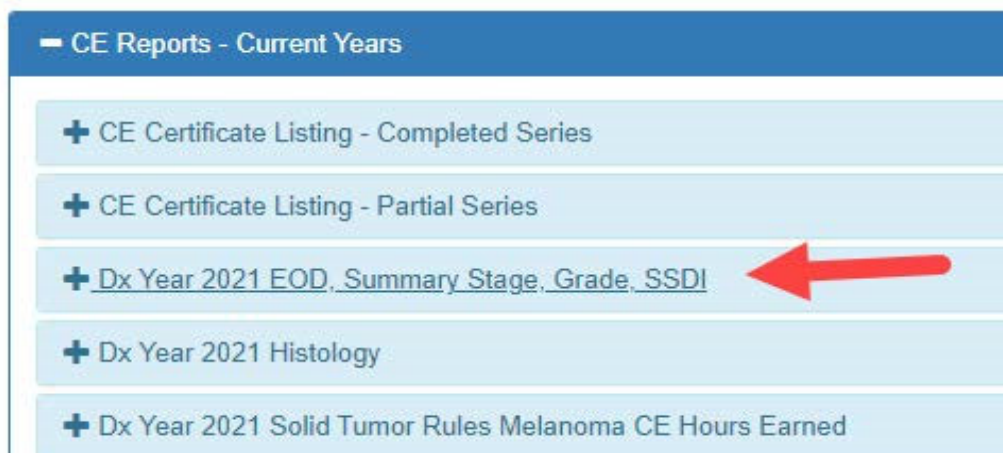 CE Reports - Current Years
CE Certificate Listing - Completed Series
CE Certificate Listing - Partial Series
Dx Year 2021 EOD, Summary Stage, Grade, SSDI
Dx Year 2021 Histology
Dx Year 2021 Solid Tumor Rules Melanoma CE Hours Earned